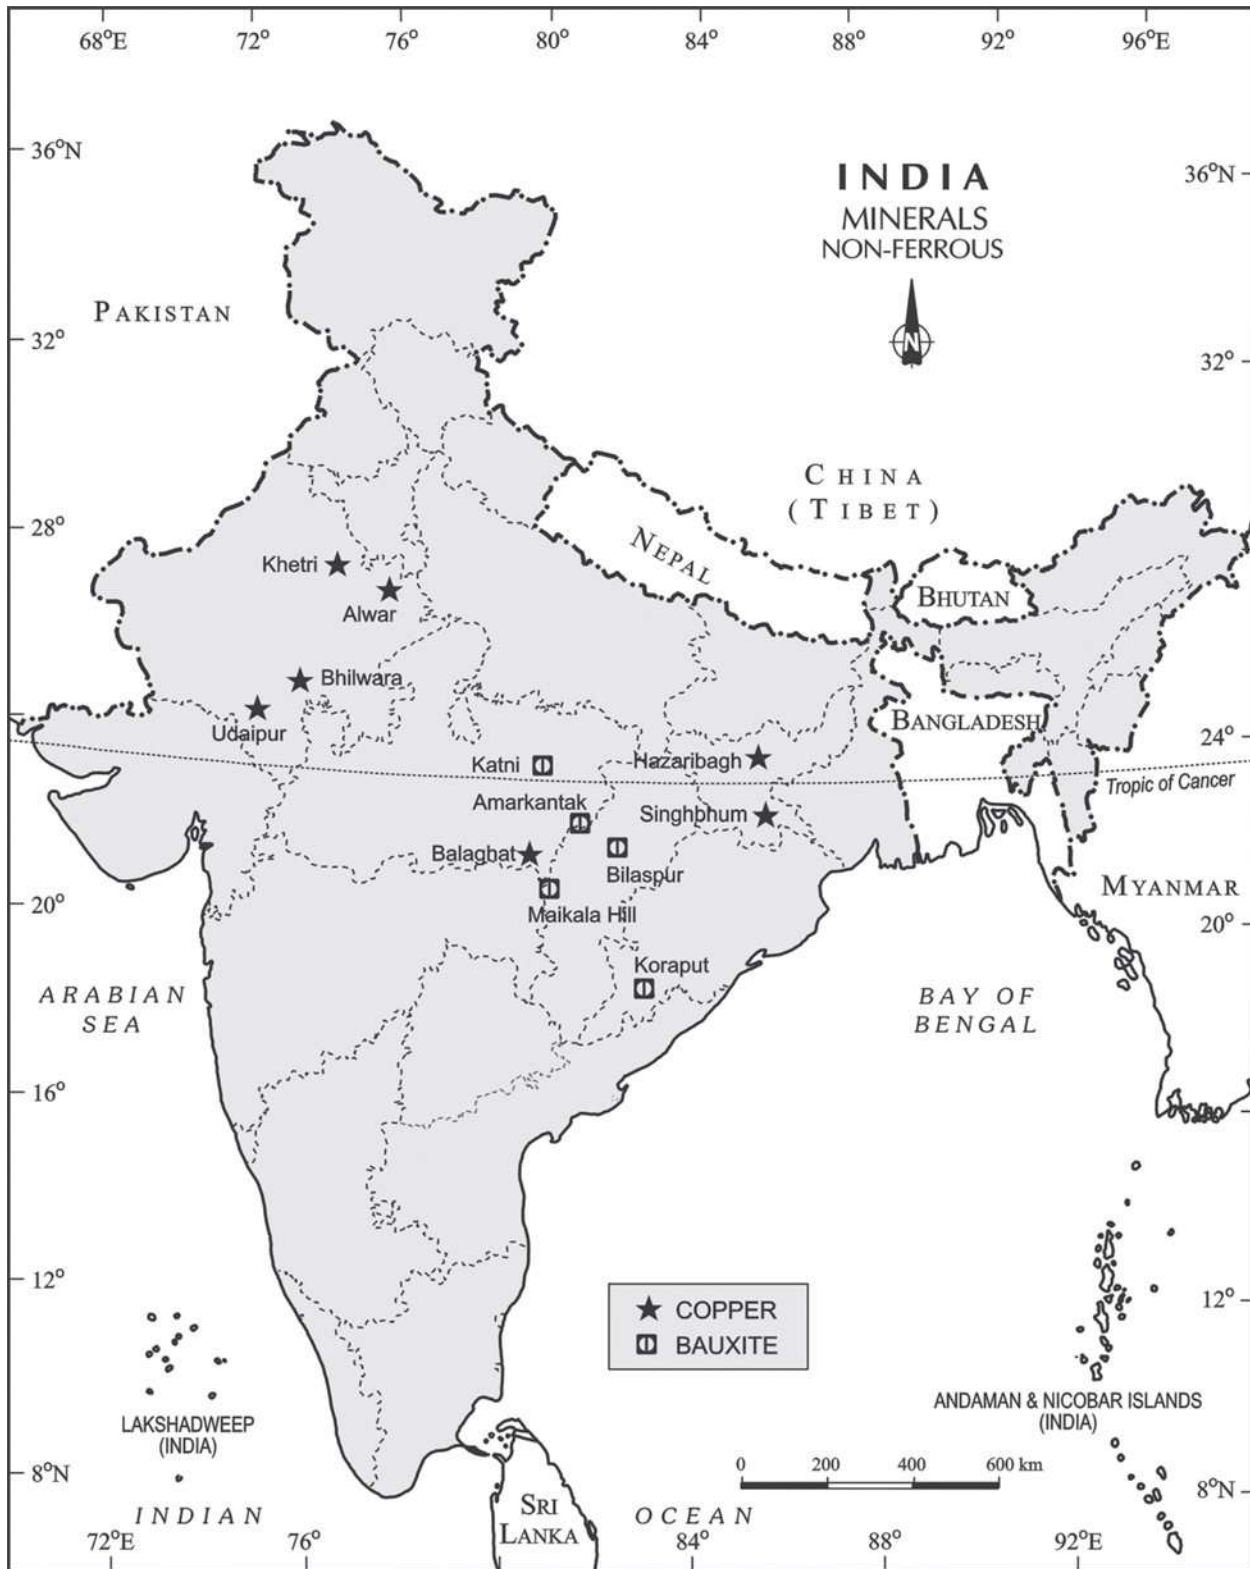 68°E 72° 76° 80° 84° 88° 92° 96°E
36°N
INDIA
MINERALS
NON-FERROUS
36°N
N
PAKISTAN
32°
32°
CHINA
(TIBET)
28°
NEPAL
Khetri
BHUTAN
Alwar
Bhilwara
Udaipur
BANGLADESH
24°
Katni
Hazaribagh
Tropic of Cancer
Amarkantak
Singhbhum
Balaghat
Bilaspur
MYANMAR
20°
Maikala Hill
20°
Koraput
ARABIAN
SEA
BAY OF
BENGAL
16°
12°
12°
COPPER
BAUXITE
LAKSHADWEEP
(INDIA)
ANDAMAN & NICOBAR ISLANDS
(INDIA)
0 200 400 600 km
8°N
8°N
INDIAN
SRI
LANKA
OCEAN
72°E 76° 84° 88° 92°E